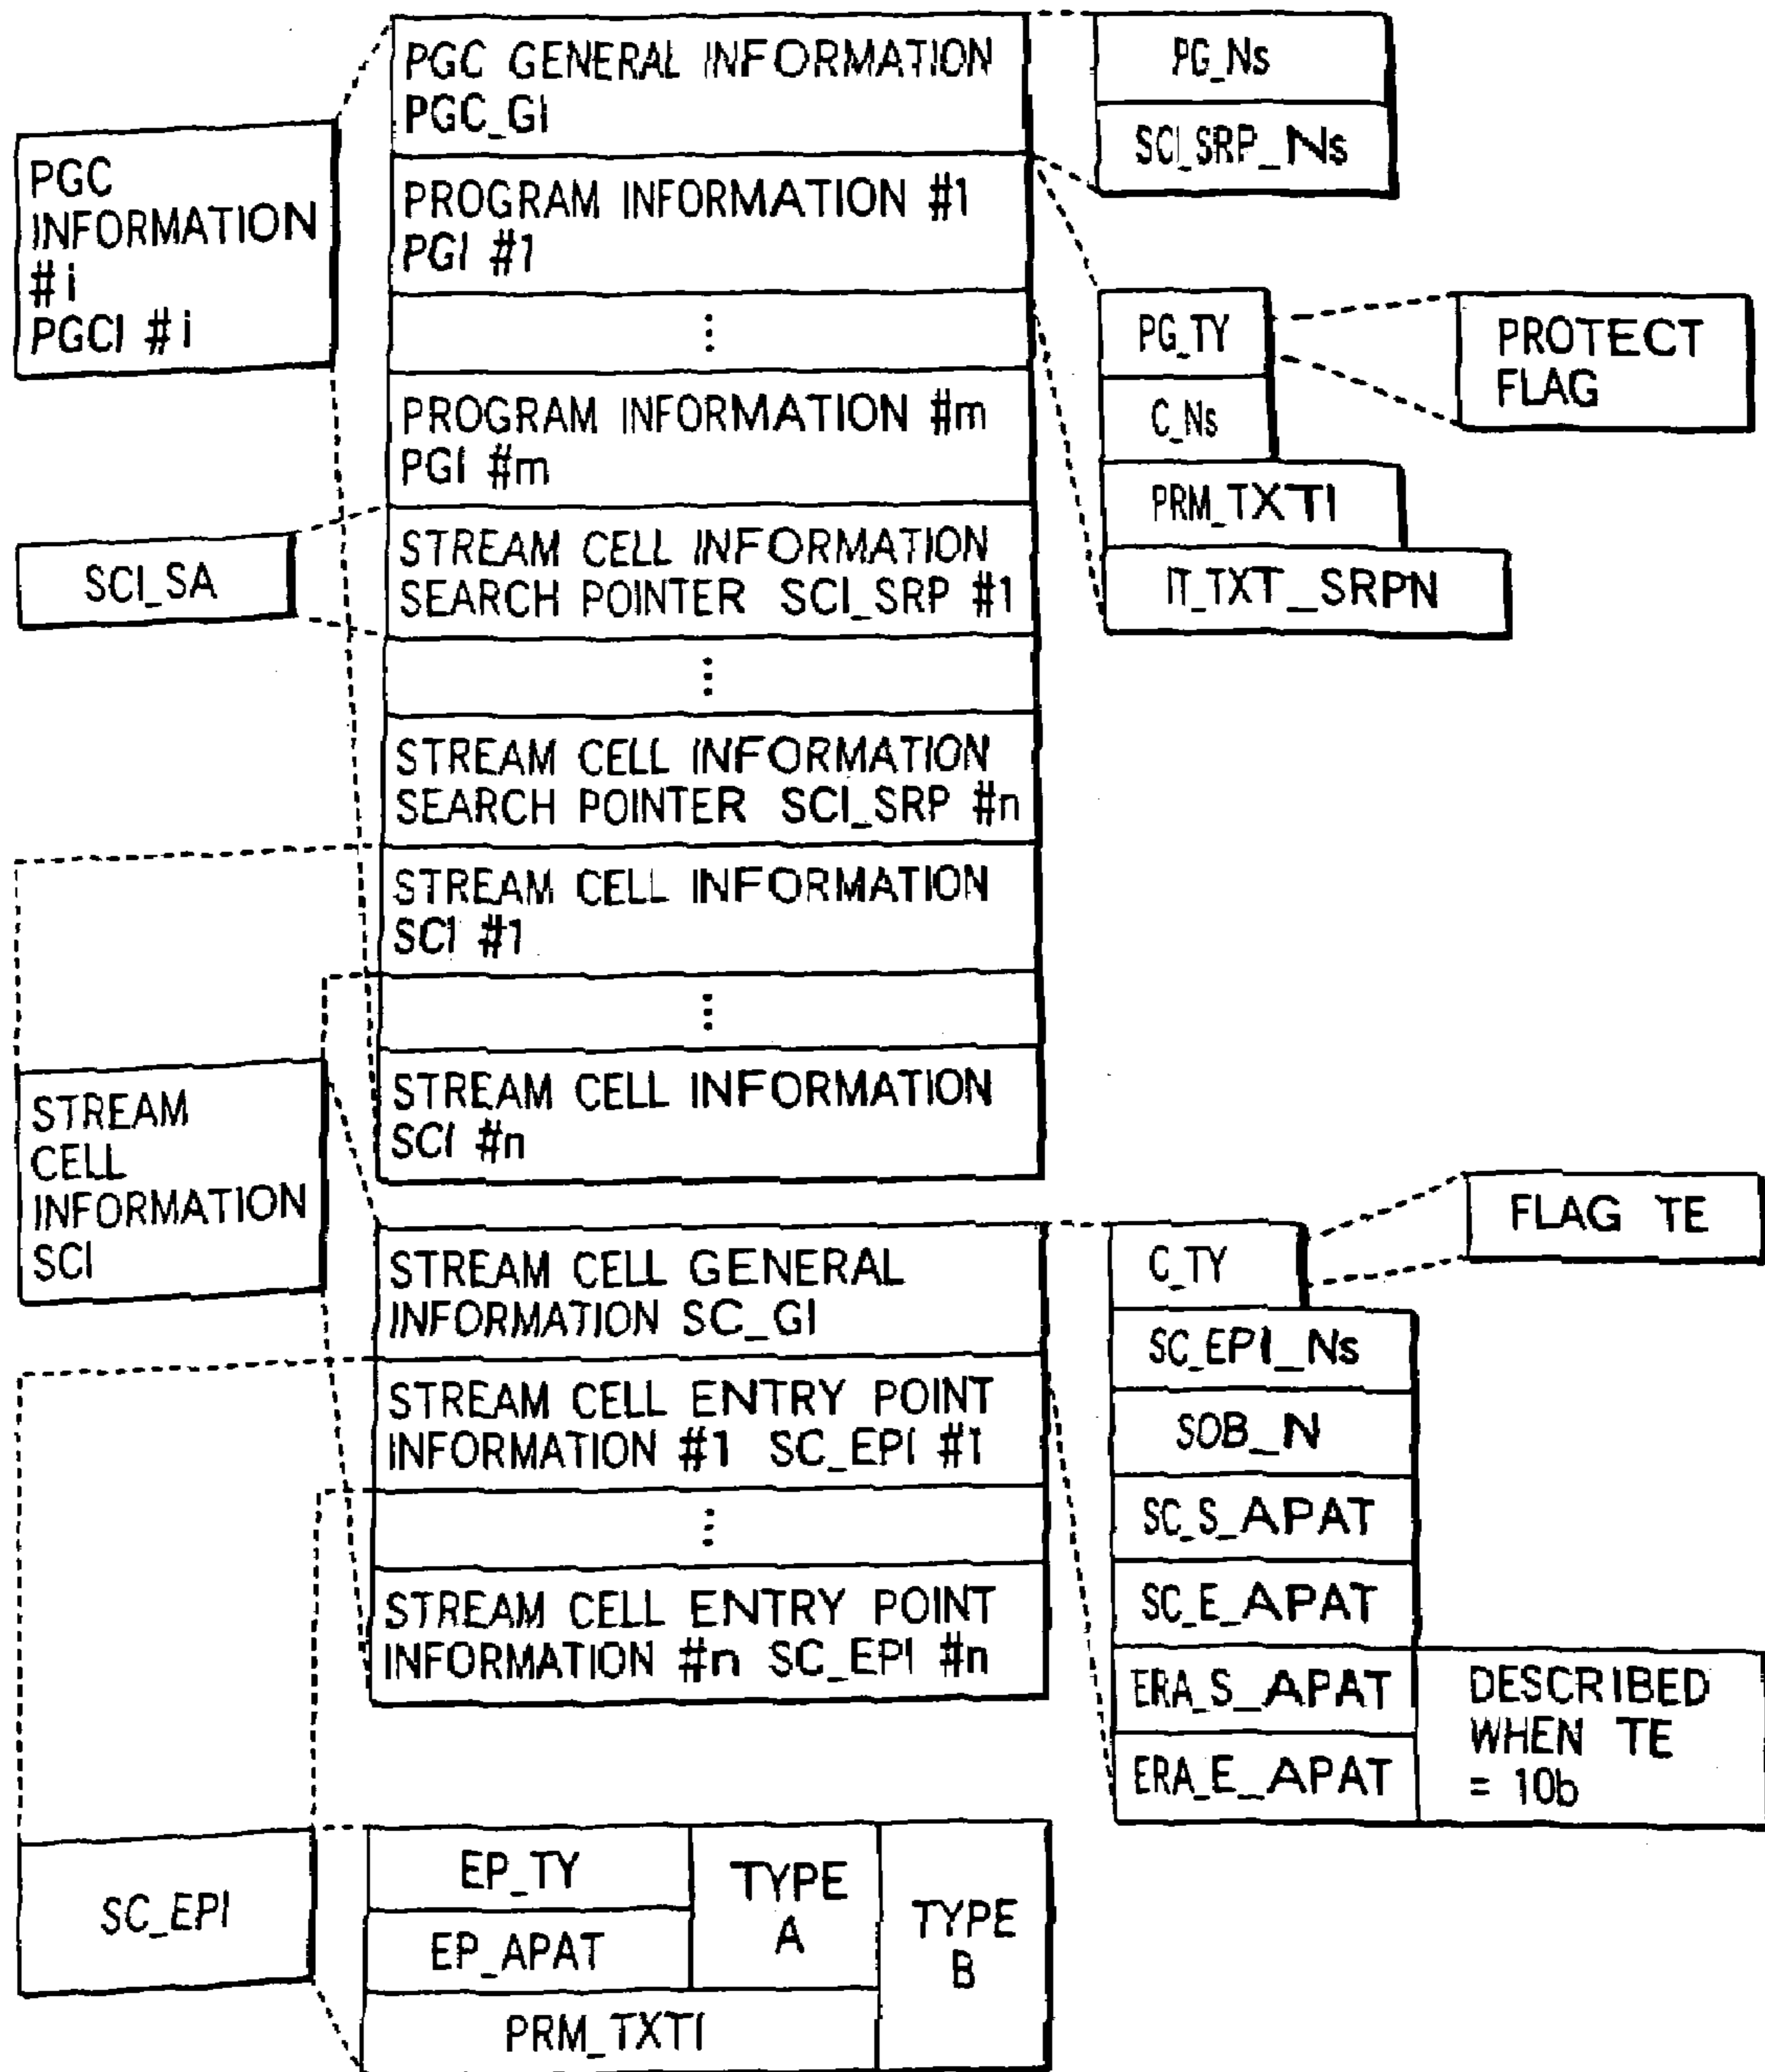 PGC
INFORMATION
#i
PGCI #i
PGC GENERAL INFORMATION
PGC_GI
PROGRAM INFORMATION #1
PGI #1
⋮
PROGRAM INFORMATION #m
PGI #m
STREAM CELL INFORMATION
SEARCH POINTER SCI_SRP #1
⋮
STREAM CELL INFORMATION
SEARCH POINTER SCI_SRP #n
STREAM CELL INFORMATION
SCI #1
⋮
STREAM CELL INFORMATION
SCI #n
PG_Ns
SCI_SRP_Ns
PG_TY
C_Ns
PRM_TXTI
IT_TXT_SRPN
PROTECT
FLAG
SCI_SA
STREAM
CELL
INFORMATION
SCI
STREAM CELL GENERAL
INFORMATION SC_GI
STREAM CELL ENTRY POINT
INFORMATION #1 SC_EPI #1
⋮
STREAM CELL ENTRY POINT
INFORMATION #n SC_EPI #n
C_TY
SC_EPI_Ns
SOB_N
SC_S_APAT
SC_E_APAT
ERA_S_APAT
ERA_E_APAT
FLAG TE
DESCRIBED
WHEN TE
= 10b
SC_EPI
EP_TY
EP_APAT
PRM_TXTI
TYPE
A
TYPE
B